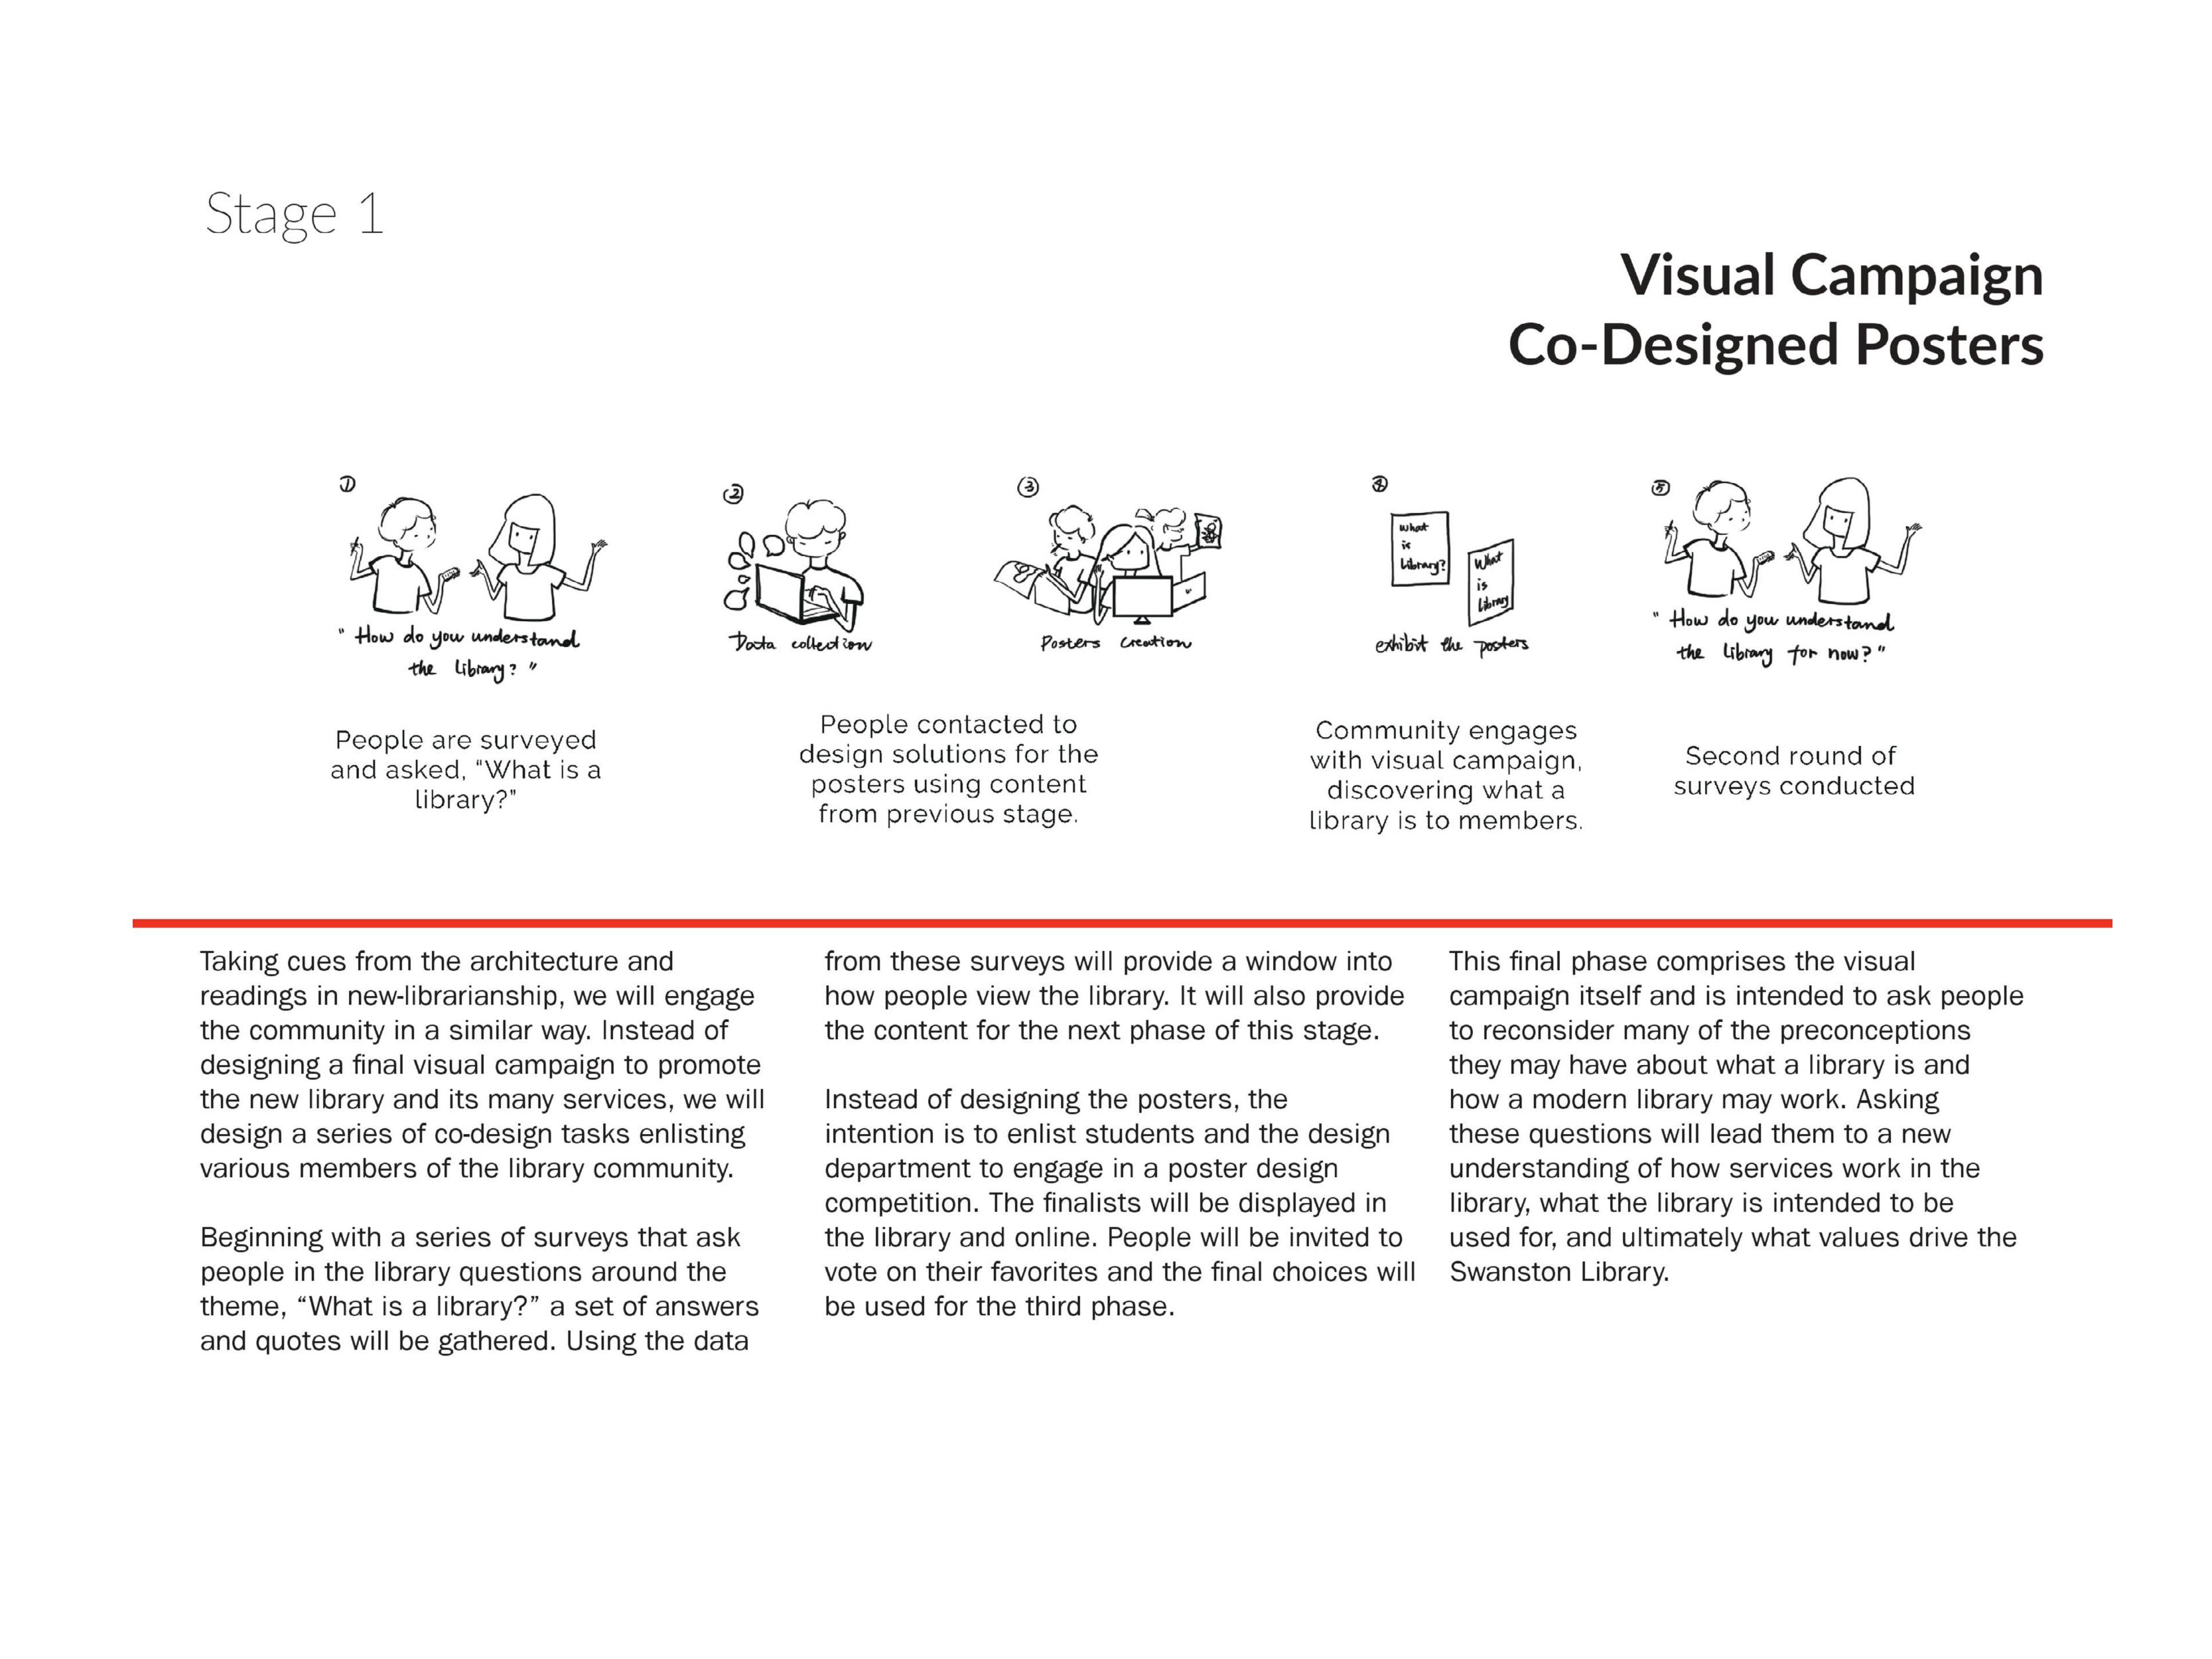 Stage 1
Visual Campaign
Co-Designed Posters
①
" How do you understand
the library? "
②
Data collection
③
Posters creation
④
what
is
library?
What
is
library
exhibit the posters
⑤
" How do you understand
the library for now? "
People are surveyed
and asked, “What is a
library?”
People contacted to
design solutions for the
posters using content
from previous stage.
Community engages
with visual campaign,
discovering what a
library is to members.
Second round of
surveys conducted
Taking cues from the architecture and
readings in new-librarianship, we will engage
the community in a similar way. Instead of
designing a final visual campaign to promote
the new library and its many services, we will
design a series of co-design tasks enlisting
various members of the library community.
Beginning with a series of surveys that ask
people in the library questions around the
theme, “What is a library?” a set of answers
and quotes will be gathered. Using the data
from these surveys will provide a window into
how people view the library. It will also provide
the content for the next phase of this stage.
Instead of designing the posters, the
intention is to enlist students and the design
department to engage in a poster design
competition. The finalists will be displayed in
the library and online. People will be invited to
vote on their favorites and the final choices will
be used for the third phase.
This final phase comprises the visual
campaign itself and is intended to ask people
to reconsider many of the preconceptions
they may have about what a library is and
how a modern library may work. Asking
these questions will lead them to a new
understanding of how services work in the
library, what the library is intended to be
used for, and ultimately what values drive the
Swanston Library.